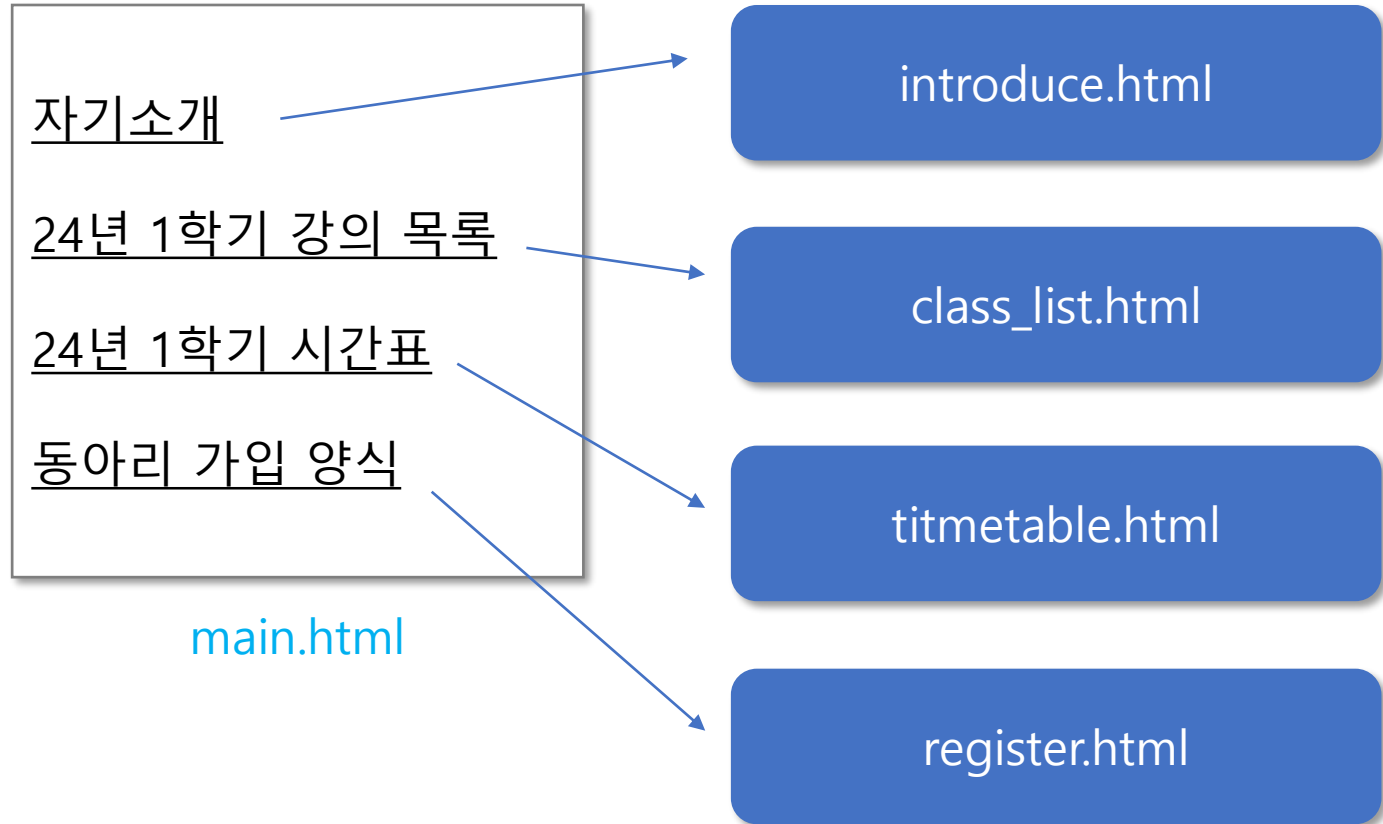 자기소개
24년 1학기 강의 목록
24년 1학기 시간표
동아리 가입 양식
main.html
introduce.html
class_list.html
titmetable.html
register.html